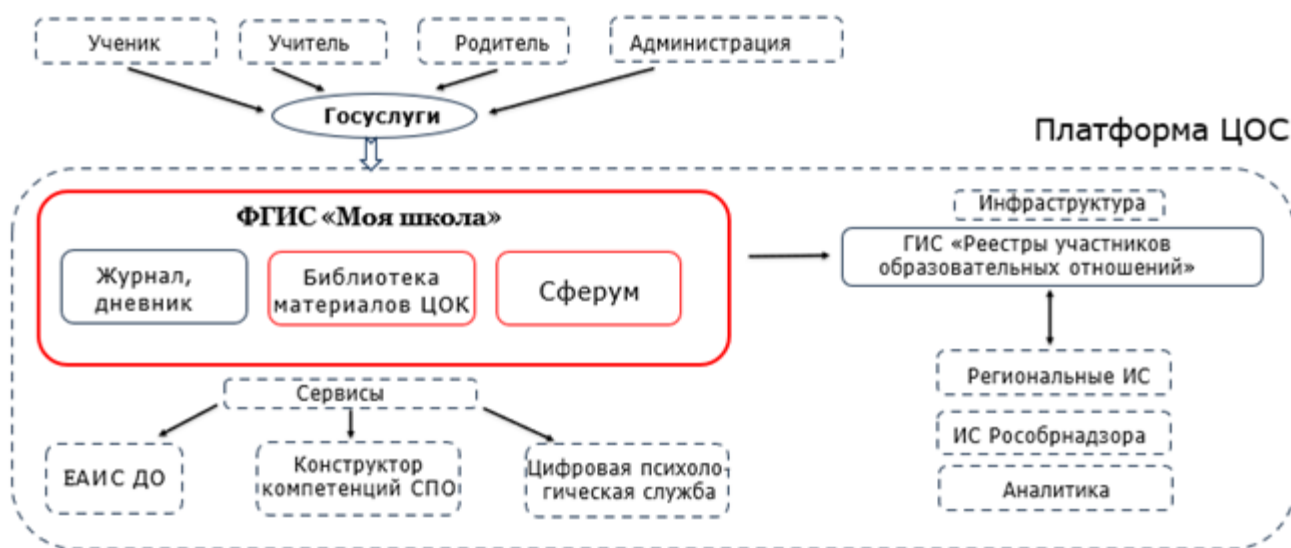 Ученик
Учитель
Родитель
Администрация
Госуслуги
Платформа ЦОС
ФГИС «Моя школа»
Журнал,
дневник
Библиотека
материалов ЦОК
Сферум
Инфраструктура
ГИС «Реестры участников
образовательных отношений»
Сервисы
ЕАИС ДО
Конструктор
компетенций СПО
Цифровая психоло-
гическая служба
Региональные ИС
ИС Рособрнадзора
Аналитика